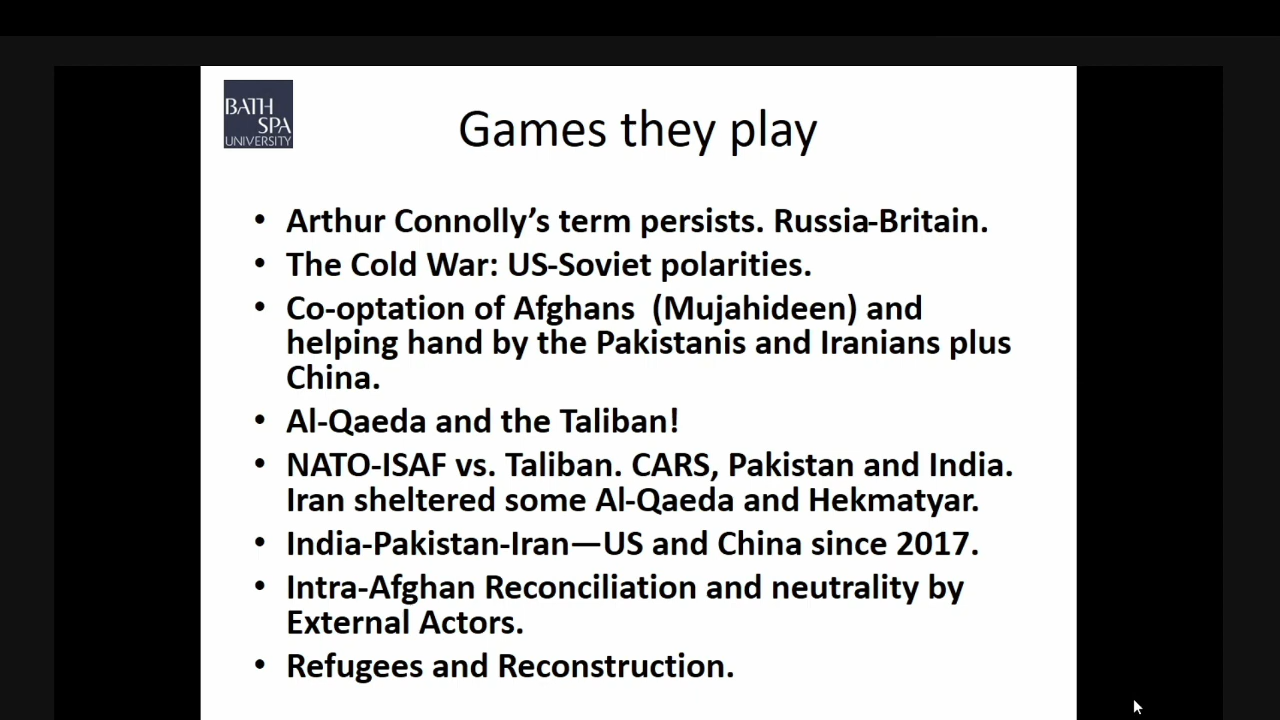 BATH
SPA
UNIVERSITY
Games they play
• Arthur Connolly’s term persists. Russia-Britain.
• The Cold War: US-Soviet polarities.
• Co-optation of Afghans (Mujahideen) and
helping hand by the Pakistanis and Iranians plus
China.
• Al-Qaeda and the Taliban!
• NATO-ISAF vs. Taliban. CARS, Pakistan and India.
Iran sheltered some Al-Qaeda and Hekmatyar.
• India-Pakistan-Iran—US and China since 2017.
• Intra-Afghan Reconciliation and neutrality by
External Actors.
• Refugees and Reconstruction.